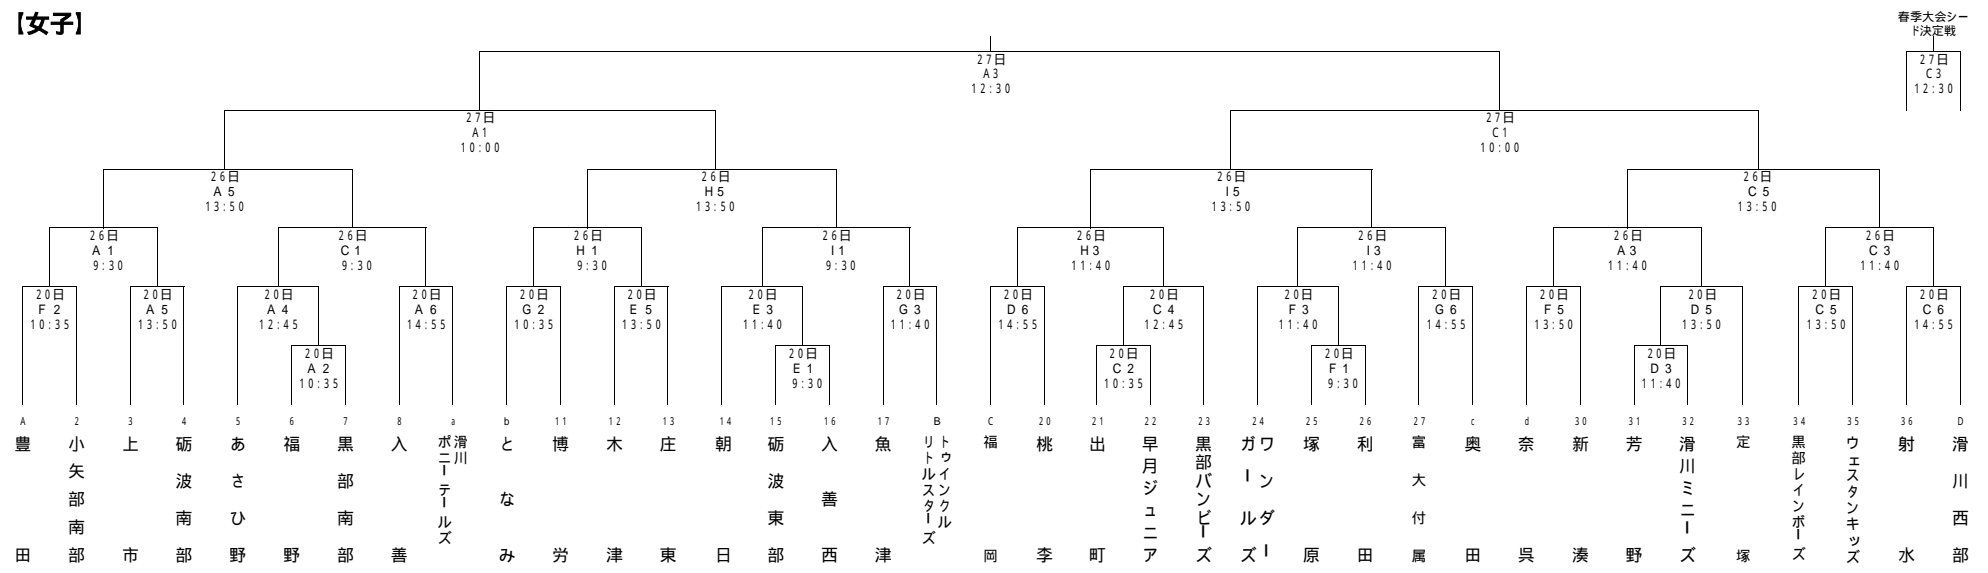 【女子】
春季大会シー
ド決定戦
27日
A3
12:30
27日
C3
12:30
27日
A1
10:00
27日
C1
10:00
26日
A5
13:50
26日
H5
13:50
26日
I5
13:50
26日
C5
13:50
26日
A1
9:30
26日
C1
9:30
26日
H1
9:30
26日
I1
9:30
26日
H3
11:40
26日
I3
11:40
26日
A3
11:40
26日
C3
11:40
20日
F2
10:35
20日
A5
13:50
20日
A4
12:45
20日
A6
14:55
20日
G2
10:35
20日
E5
13:50
20日
E3
11:40
20日
G3
11:40
20日
D6
14:55
20日
C4
12:45
20日
F3
11:40
20日
G6
14:55
20日
F5
13:50
20日
D5
13:50
20日
C5
13:50
20日
C6
14:55
20日
A2
10:35
20日
E1
9:30
20日
C2
10:35
20日
F1
9:30
20日
D3
11:40
A
豊田
2
小矢部南部
3
上市
4
砺波南部
5
あさひ野
6
福野
7
黒部南部
8
入善
a
滑川
ポニーテールズ
b
となみ
11
博労
12
木津
13
庄東
14
朝日
15
砺波東部
16
入善西
17
魚津
B
トゥインクル
リトルスターズ
C
福岡
20
桃李
21
出町
22
早月ジュニア
23
黒部バンビーズ
24
ワンダー
ガールズ
25
塚原
26
利田
27
富大付属
c
奥田
d
奈呉
30
新湊
31
芳野
32
滑川ミニーズ
33
定塚
34
黒部レインボーズ
35
ウェスタンキッズ
36
射水
D
滑川西部